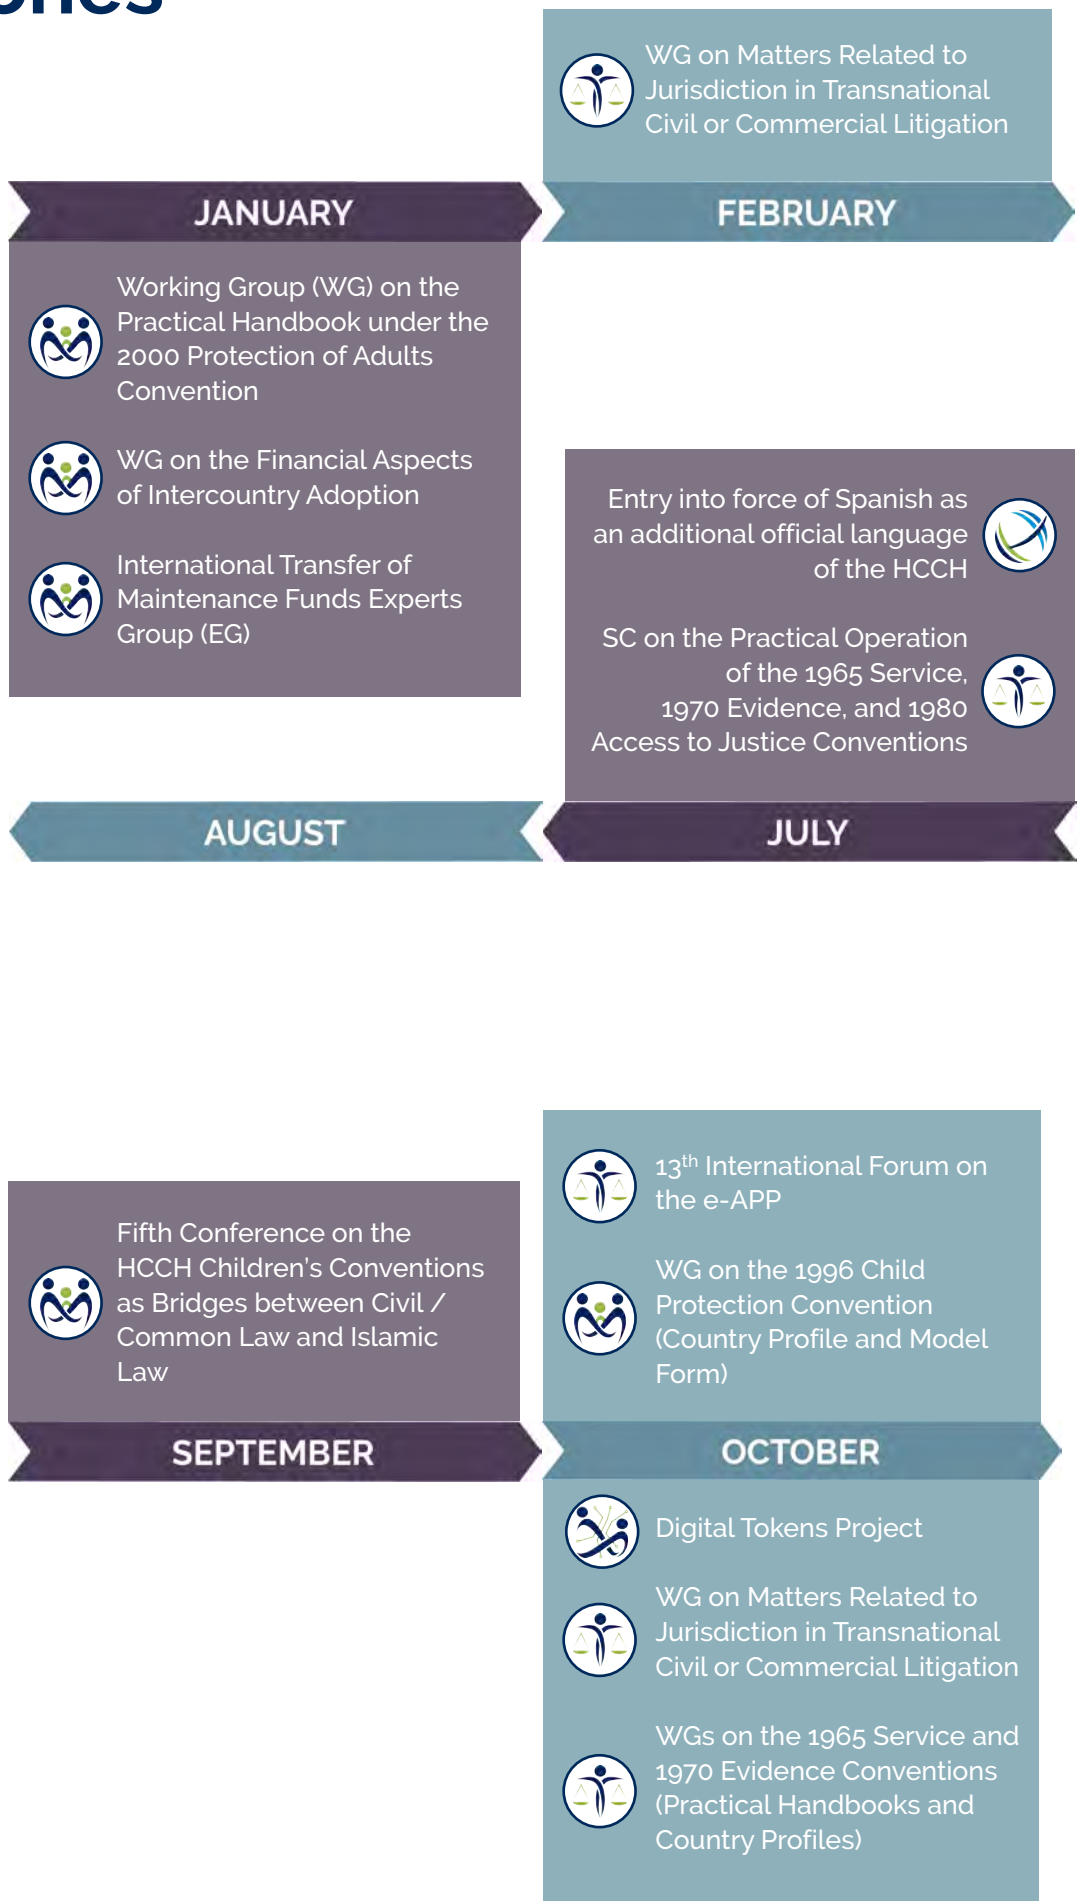 WG on Matters Related to
Jurisdiction in Transnational
Civil or Commercial Litigation
JANUARY
FEBRUARY
Working Group (WG) on the
Practical Handbook under the
2000 Protection of Adults
Convention
WG on the Financial Aspects
of Intercountry Adoption
International Transfer of
Maintenance Funds Experts
Group (EG)
Entry into force of Spanish as
an additional official language
of the HCCH
SC on the Practical Operation
of the 1965 Service,
1970 Evidence, and 1980
Access to Justice Conventions
AUGUST
JULY
Fifth Conference on the
HCCH Children's Conventions
as Bridges between Civil /
Common Law and Islamic
Law
SEPTEMBER
13th International Forum on
the e-APP
WG on the 1996 Child
Protection Convention
(Country Profile and Model
Form)
OCTOBER
Digital Tokens Project
WG on Matters Related to
Jurisdiction in Transnational
Civil or Commercial Litigation
WGs on the 1965 Service and
1970 Evidence Conventions
(Practical Handbooks and
Country Profiles)